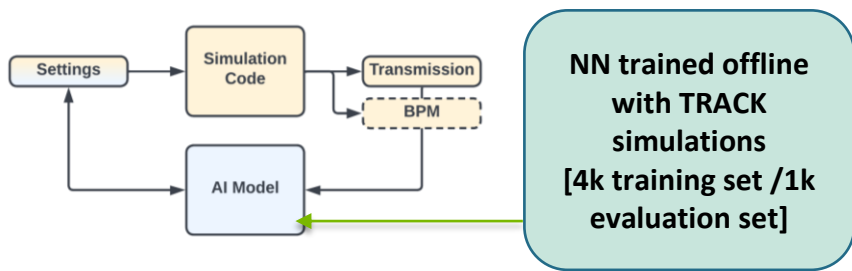 Settings
Simulation
Code
Transmission
BPM
AI Model
NN trained offline
with TRACK
simulations
[4k training set /1k
evaluation set]